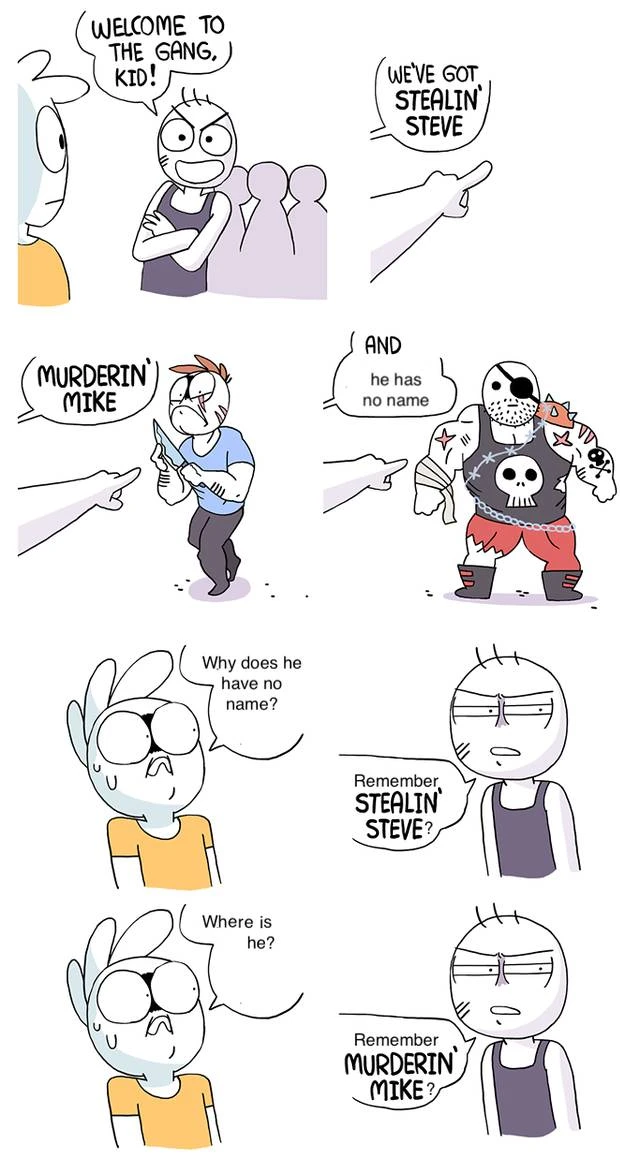 WELCOME TO
THE GANG,
KID!
WE'VE GOT
STEALIN'
STEVE
MURDERIN'
MIKE
AND
he has
no name
Why does he
have no
name?
Remember
STEALIN'
STEVE?
Where is
he?
Remember
MURDERIN'
MIKE?